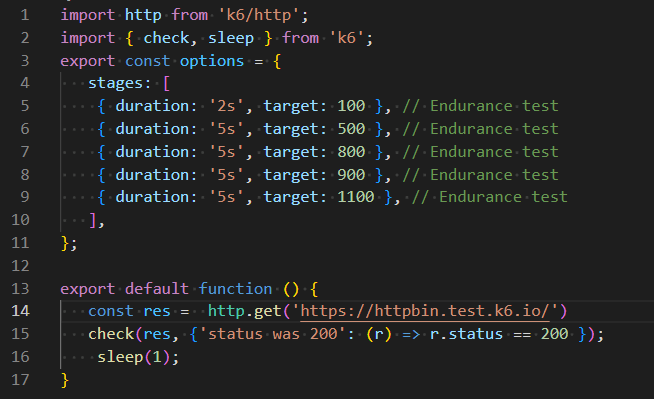 1 import http from 'k6/http';
2 import { check, sleep } from 'k6';
3 export const options = {
4 stages: [
5 { duration: '2s', target: 100 }, // Endurance test
6 { duration: '5s', target: 500 }, // Endurance test
7 { duration: '5s', target: 800 }, // Endurance test
8 { duration: '5s', target: 900 }, // Endurance test
9 { duration: '5s', target: 1100 }, // Endurance test
10 ],
11 };
12
13 export default function () {
14 const res =  http.get('https://httpbin.test.k6.io/')
15 check(res, {'status was 200': (r) => r.status == 200 });
16 sleep(1);
17 }